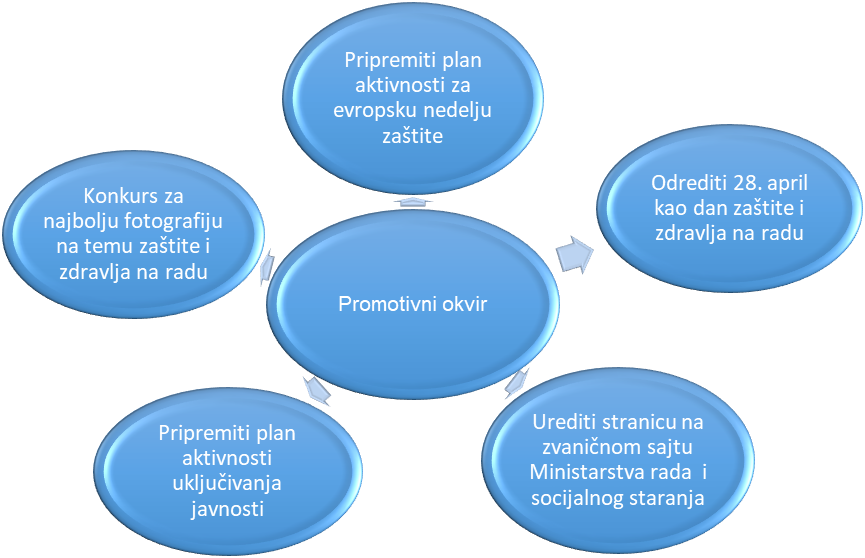 Pripremiti plan
aktivnosti za
evropsku nedelju
zaštite
Odrediti 28. april
kao dan zaštite i
zdravlja na radu
Konkurs za
najbolju fotografiju
na temu zaštite i
zdravlja na radu
Promotivni okvir
Urediti stranicu na
zvaničnom sajtu
Ministarstva rada i
socijalnog staranja
Pripremiti plan
aktivnosti
uključivanja
javnosti